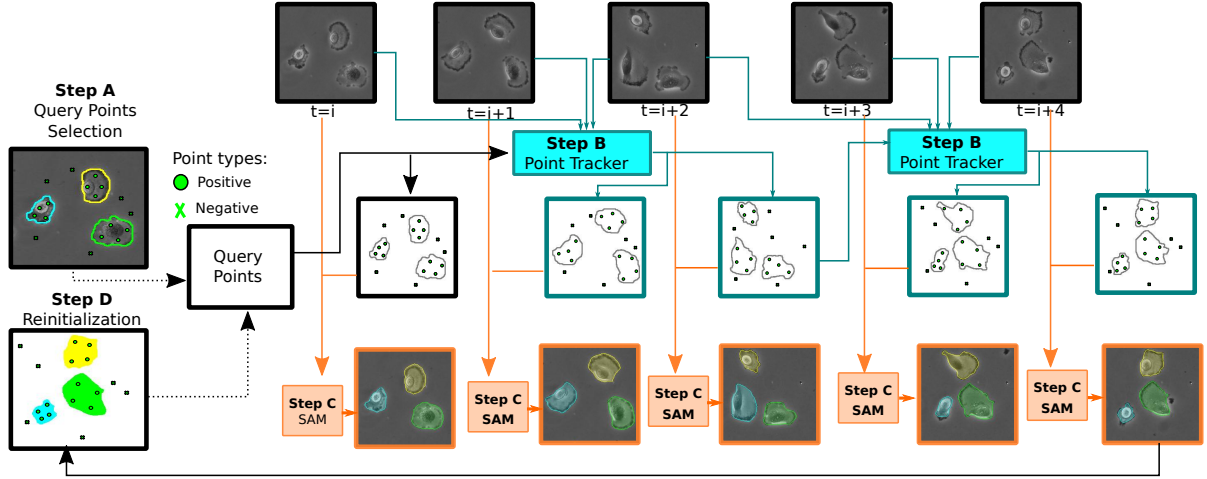 t=i
t=i+1
t=i+2
t=i+3
t=i+4
Step A
Query Points
Selection
Point types:
Positive
Negative
Step B
Point Tracker
Step B
Point Tracker
Query
Points
Step D
Reinitialization
Step C
SAM
Step C
SAM
Step C
SAM
Step C
SAM
Step C
SAM